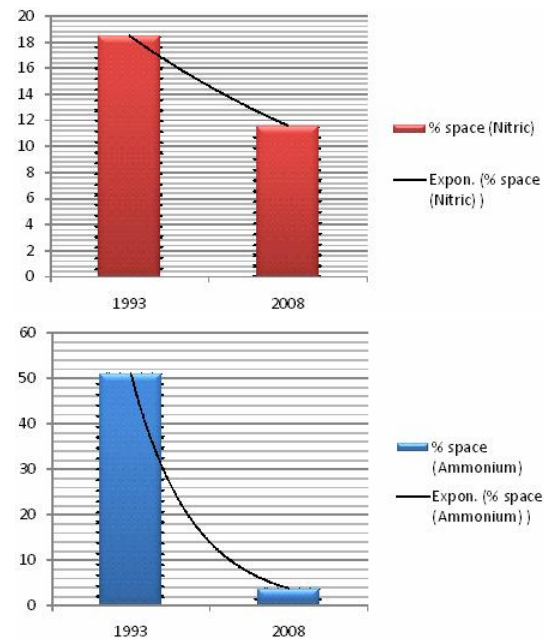 20
18
16
14
12
10
8
6
4
2
0
1993 2008
% space (Nitric)
Expon. (% space
(Nitric) )
60
50
40
30
20
10
0
1993 2008
% space
(Ammonium)
Expon. (% space
(Ammonium) )